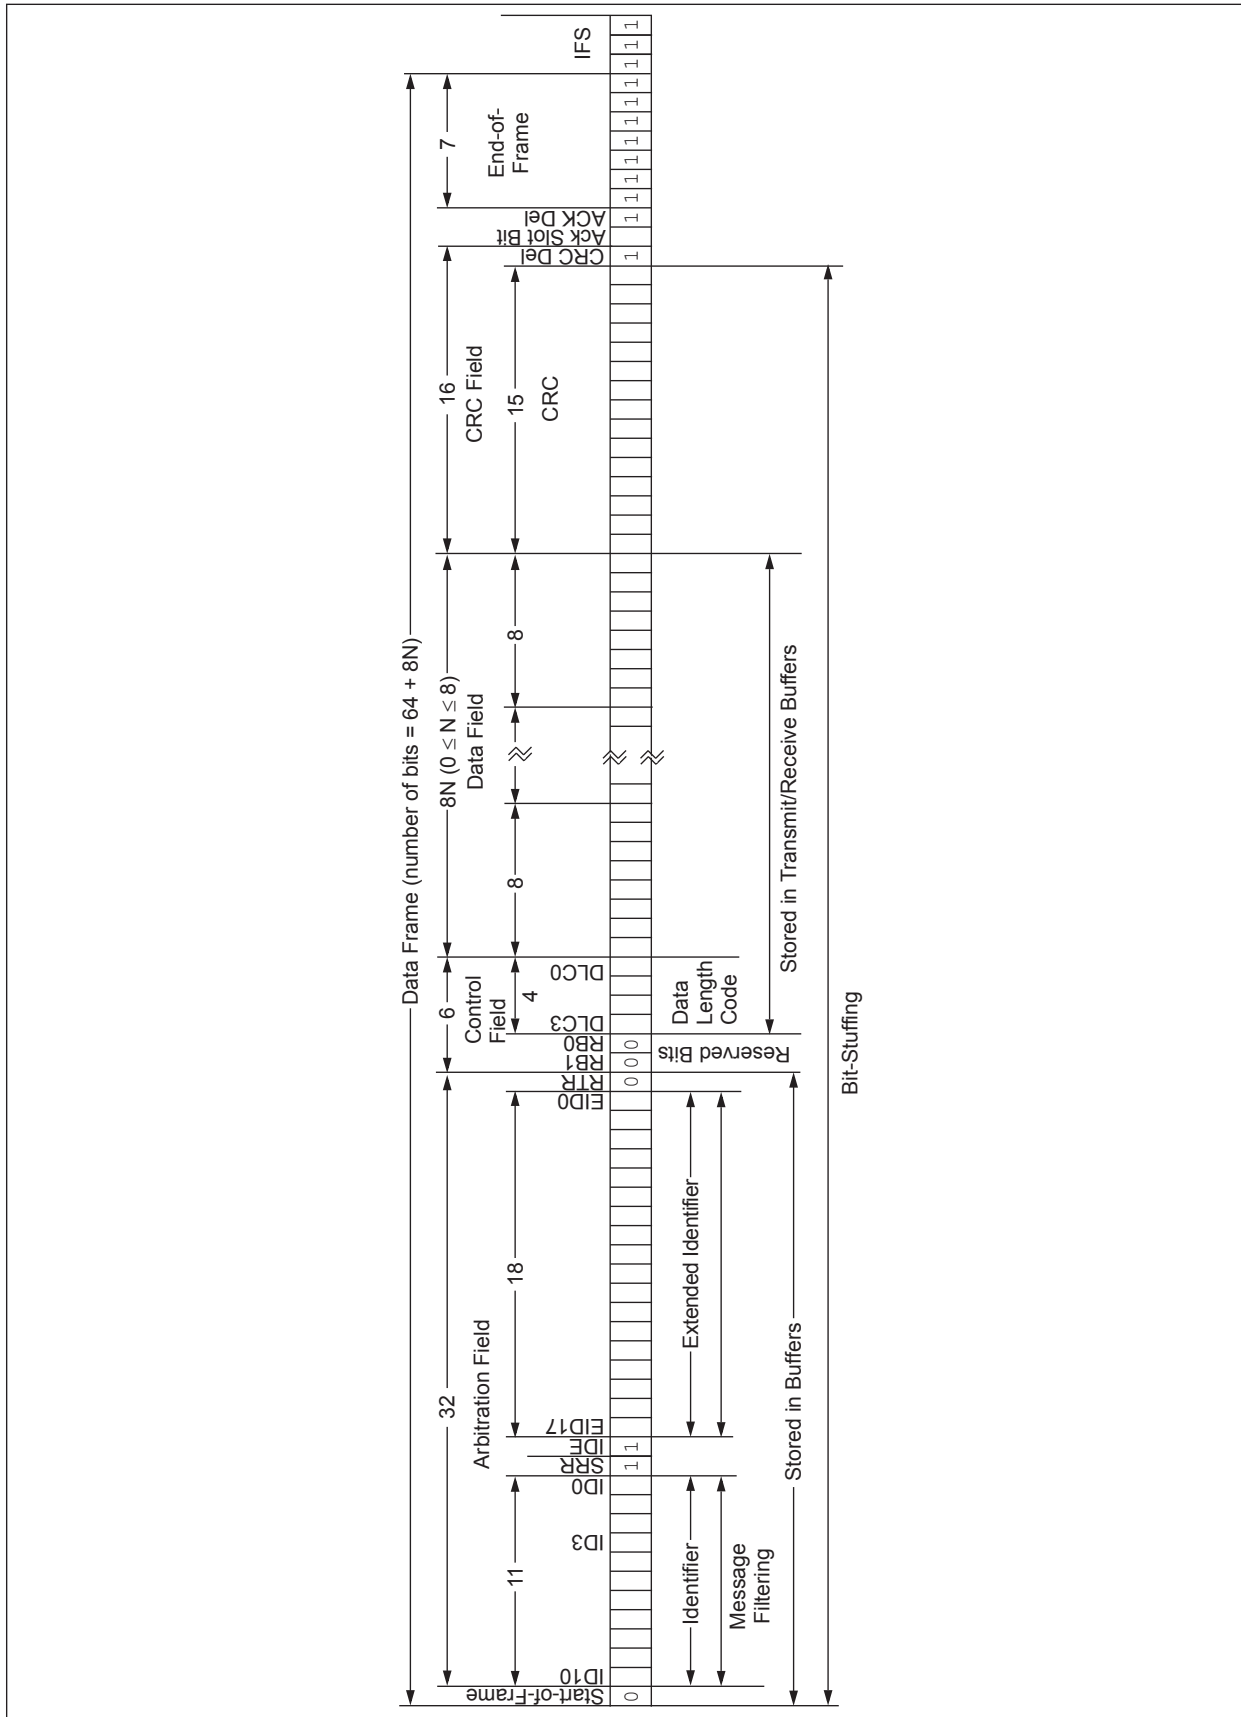 Data Frame (number of bits = 64 + 8N)
32
Arbitration Field
6
Control
Field
8N (0 ≤ N ≤ 8)
Data Field
16
CRC Field
7
End-of-
Frame
IFS
11
18
4
8
8
15
CRC
Start-of-Frame
ID10
ID3
ID0
SRR
IDE
EID17
EID0
RTR
RB1
RB0
DLC3
DLC0
CRC Del
Ack Slot Bit
ACK Del
0
1 1
0 0 0
1
1 1 1 1 1 1 1 1 1 1 1
Identifier
Extended Identifier
Message
Filtering
Reserved Bits
Data
Length
Code
Stored in Buffers
Stored in Transmit/Receive Buffers
Bit-Stuffing